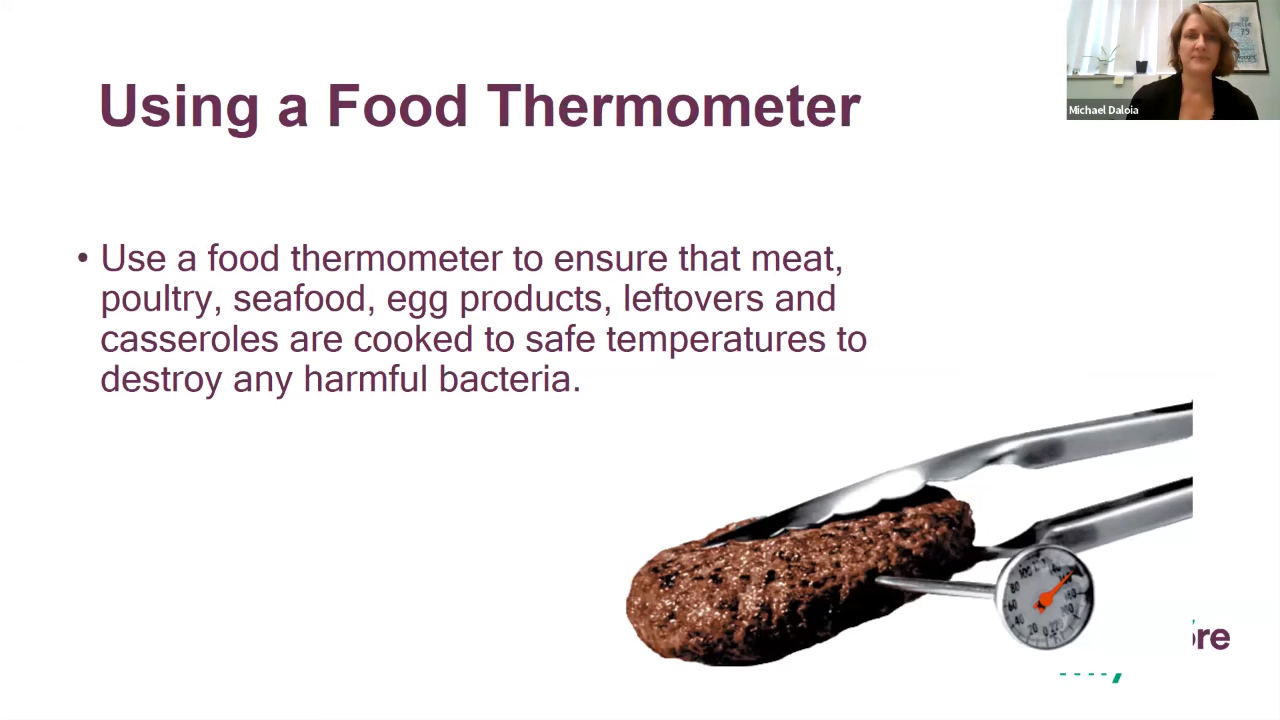 Using a Food Thermometer
Michael Daloia
• Use a food thermometer to ensure that meat,
poultry, seafood, egg products, leftovers and
casseroles are cooked to safe temperatures to
destroy any harmful bacteria.